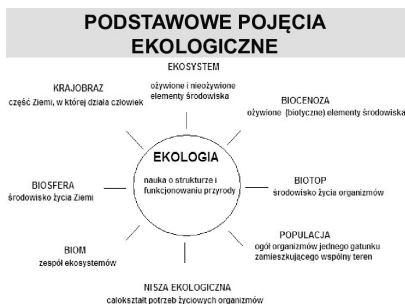 PODSTAWOWE POJĘCIA
EKOLOGICZNE
EKOSYSTEM
ożywione i nieożywione
elementy środowiska
KRAJOBRAZ
część Ziemi, w której działa człowiek
BIOCENOZA
ożywione (biotyczne) elementy środowiska
EKOLOGIA
nauka o strukturze i
funkcjonowaniu przyrody
BIOSFERA
środowisko życia Ziemi
BIOTOP
środowisko życia organizmów
BIOM
zespół ekosystemów
POPULACJA
ogół organizmów jednego gatunku
zamieszkującego wspólny teren
NISZA EKOLOGICZNA
calokształt potrzeb życiowych organizmów